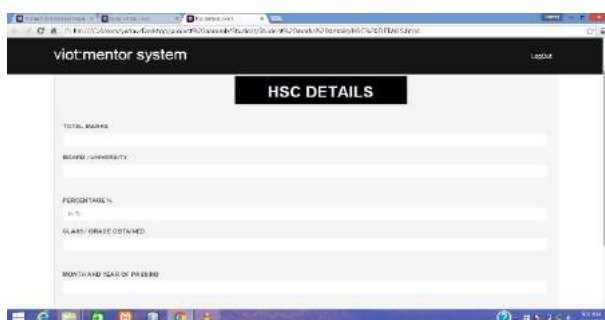 viot:mentor system
LogOut
HSC DETAILS
TOTAL MARKS
BOARD / UNIVERSITY
PERCENTAGE %
In %
CLASS / GRADE OBTAINED
MONTH AND YEAR OF PASSING